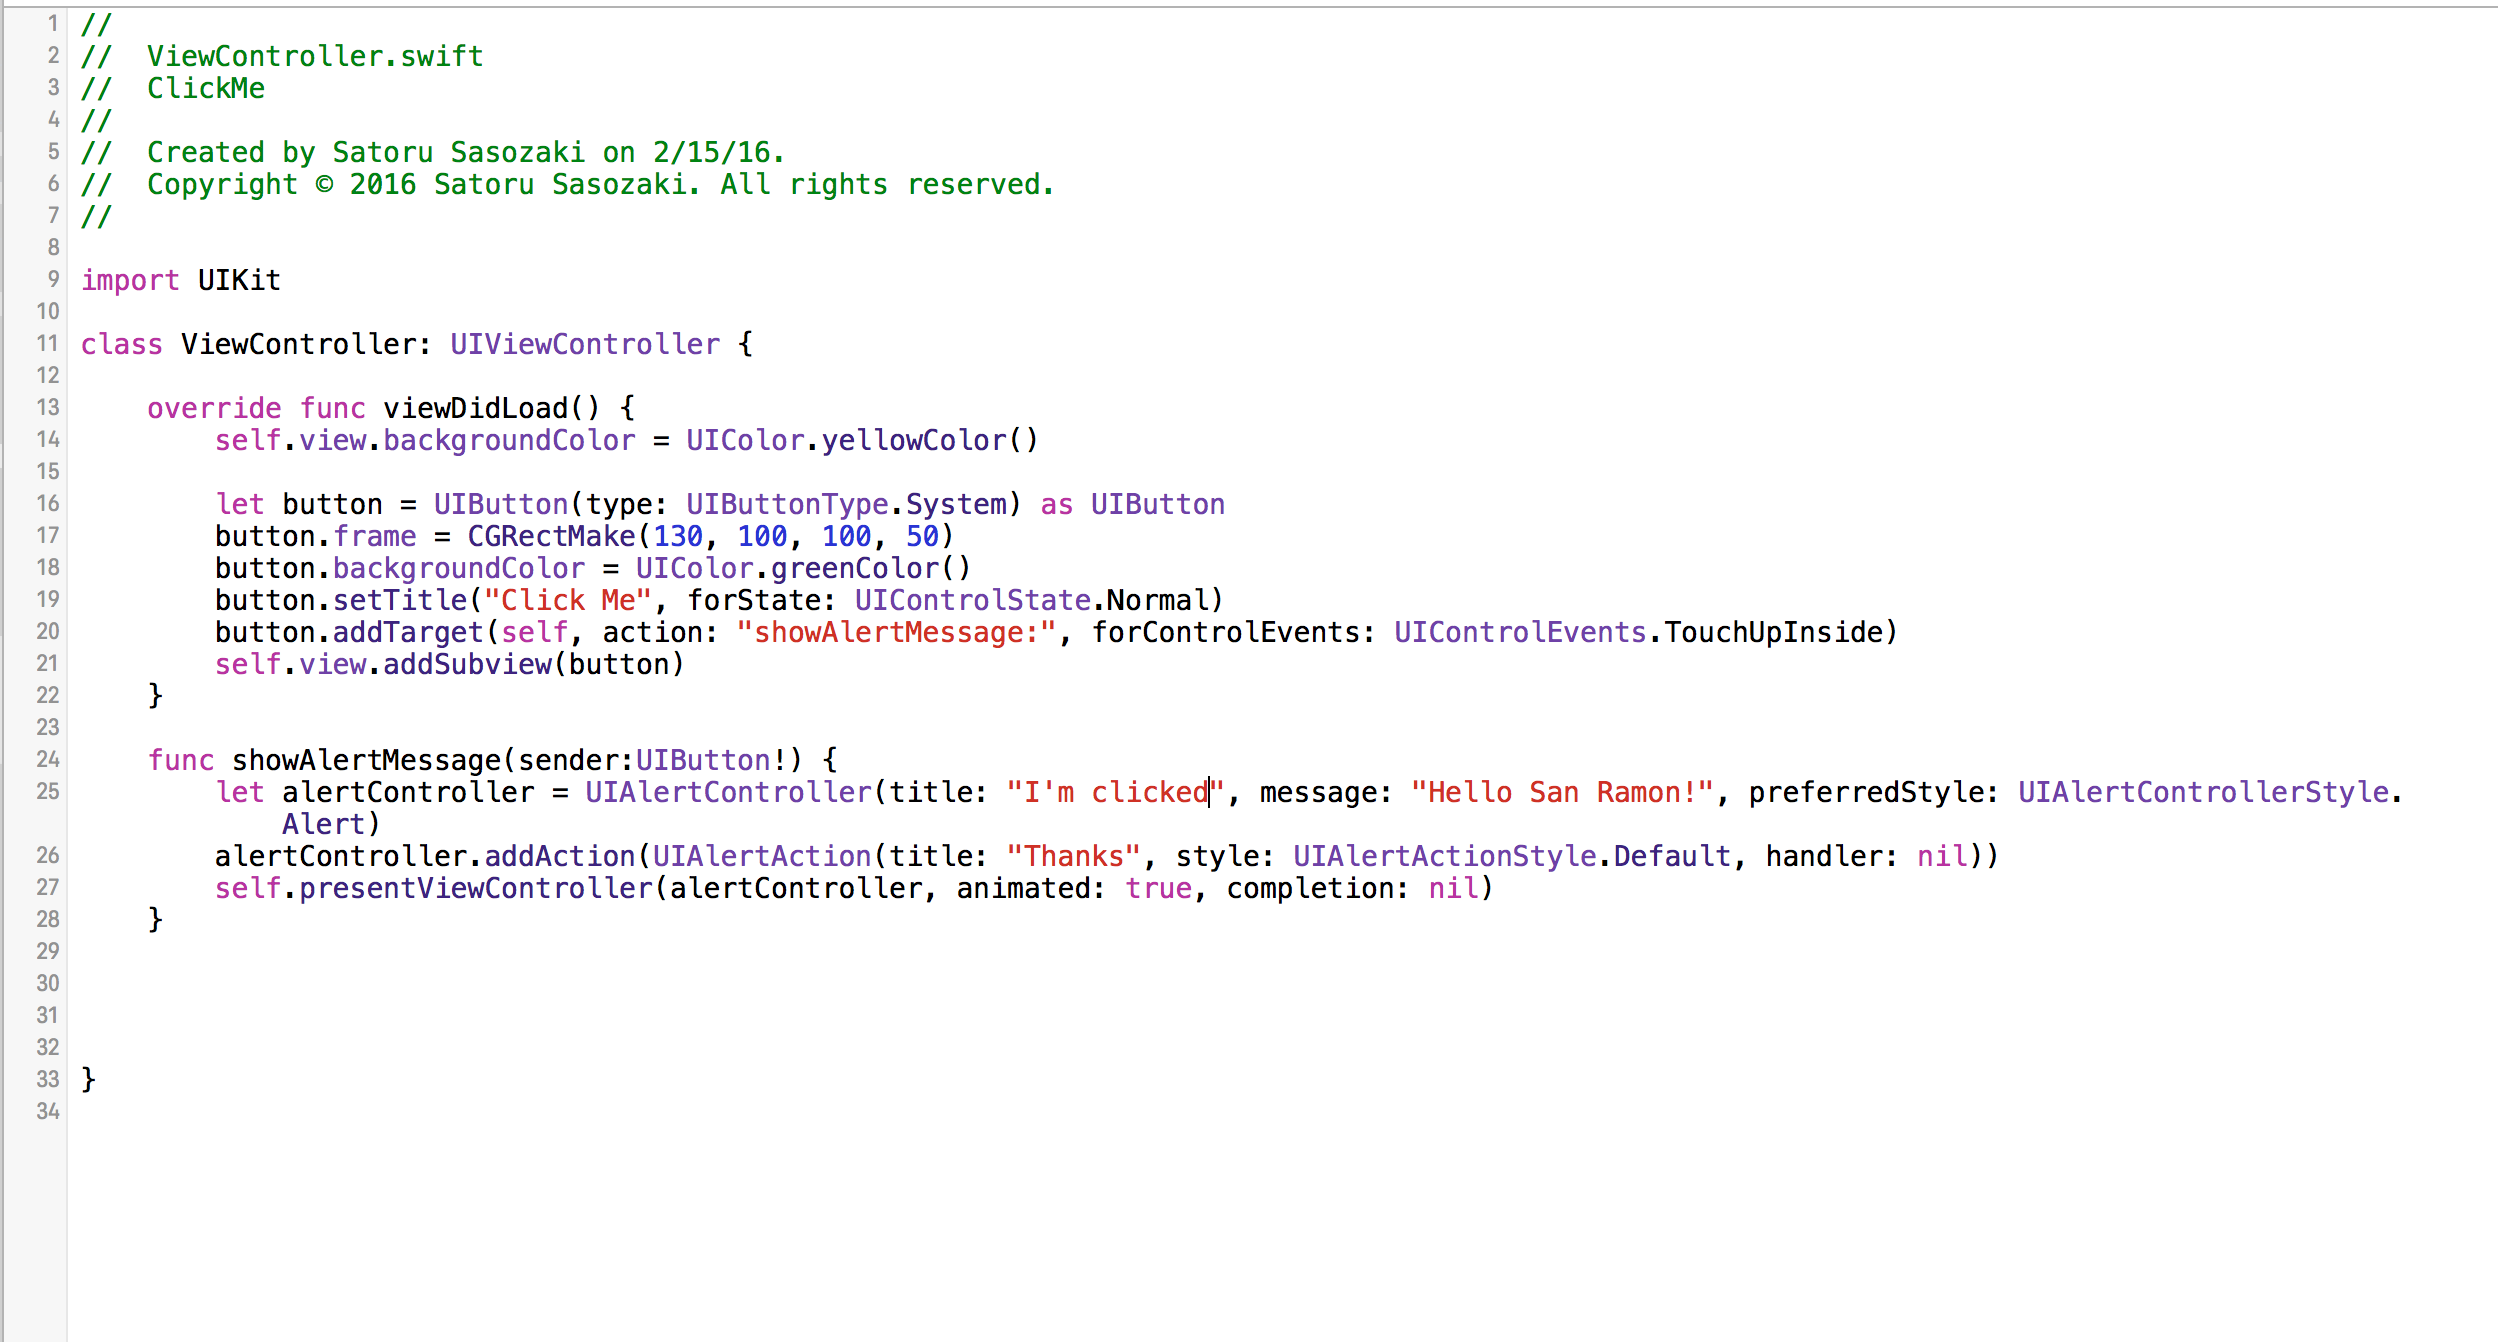 1 //
2 //  ViewController.swift
3 //  ClickMe
4 //
5 //  Created by Satoru Sasozaki on 2/15/16.
6 //  Copyright © 2016 Satoru Sasozaki. All rights reserved.
7 //
8
9 import UIKit
10
11 class ViewController: UIViewController {
12
13     override func viewDidLoad() {
14         self.view.backgroundColor = UIColor.yellowColor()
15
16         let button = UIButton(type: UIButtonType.System) as UIButton
17         button.frame = CGRectMake(130, 100, 100, 50)
18         button.backgroundColor = UIColor.greenColor()
19         button.setTitle("Click Me", forState: UIControlState.Normal)
20         button.addTarget(self, action: "showAlertMessage:", forControlEvents: UIControlEvents.TouchUpInside)
21         self.view.addSubview(button)
22     }
23
24     func showAlertMessage(sender:UIButton!) {
25         let alertController = UIAlertController(title: "I'm clicked", message: "Hello San Ramon!", preferredStyle: UIAlertControllerStyle.
            Alert)
26         alertController.addAction(UIAlertAction(title: "Thanks", style: UIAlertActionStyle.Default, handler: nil))
27         self.presentViewController(alertController, animated: true, completion: nil)
28     }
29
30
31
32
33 }
34